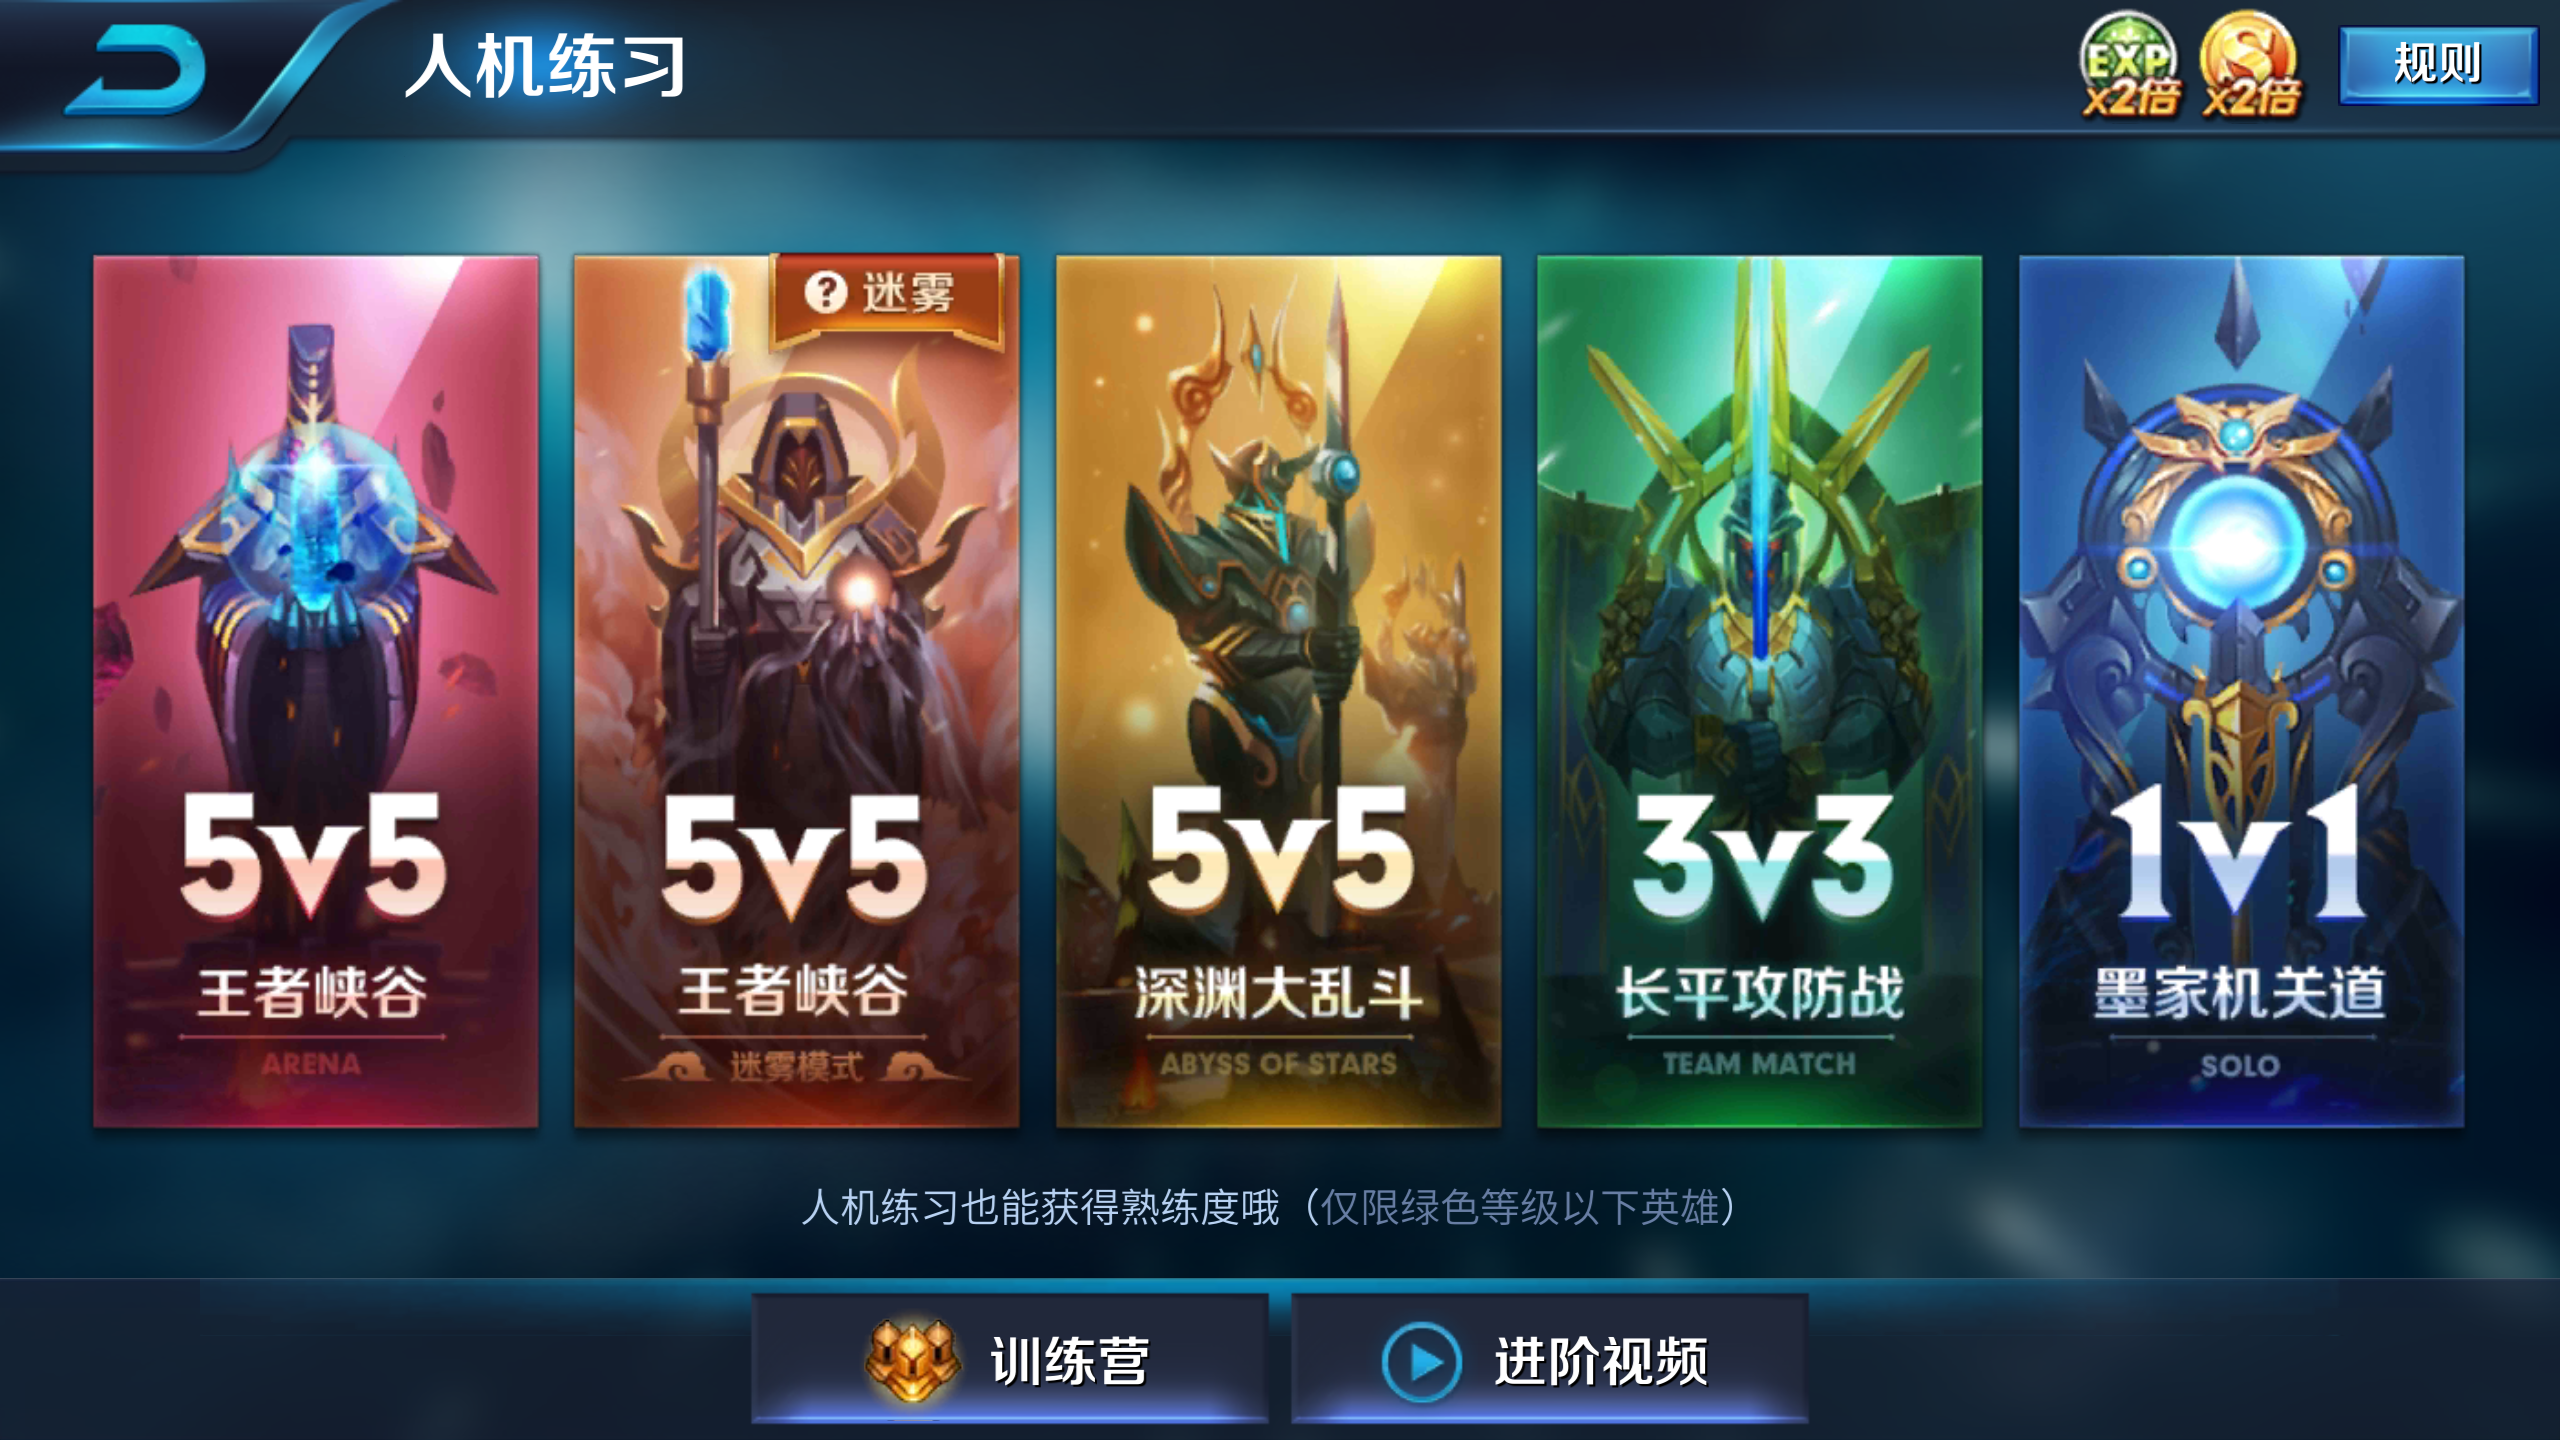 人机练习
EXP
x2倍
S
x2倍
规则
5v5
王者峡谷
ARENA
迷雾
5v5
王者峡谷
迷雾模式
5v5
深渊大乱斗
ABYSS OF STARS
3v3
长平攻防战
TEAM MATCH
1v1
墨家机关道
SOLO
人机练习也能获得熟练度哦（仅限绿色等级以下英雄）
训练营
进阶视频